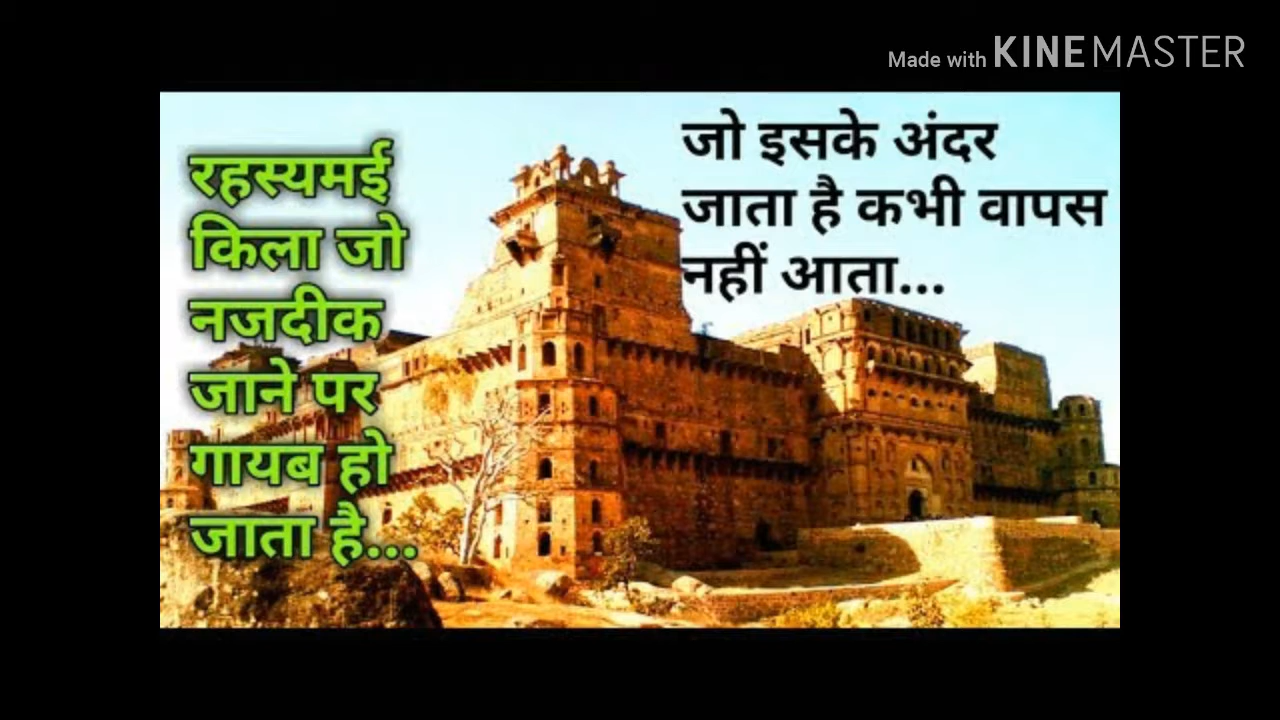 Made with KINEMASTER
रहस्यमई
किला जो
नजदीक
जाने पर
गायब हो
जाता है...
जो इसके अंदर
जाता है कभी वापस
नहीं आता...